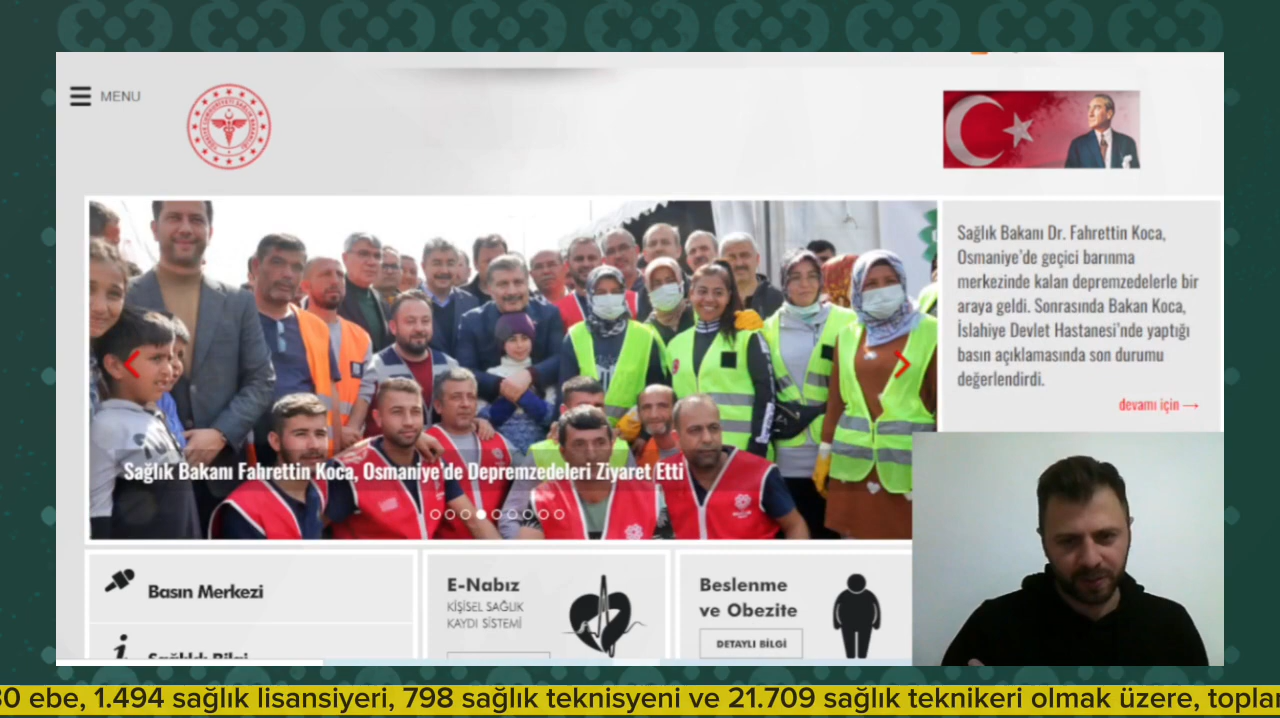 MENU
Sağlık Bakanı Dr. Fahrettin Koca,
Osmaniye'de geçici barınma
merkezinde kalan depremzedelerle bir
araya geldi. Sonrasında Bakan Koca,
İslahiye Devlet Hastanesi'nde yaptığı
basın açıklamasında son durumu
değerlendirdi.
devamı için →
Sağlık Bakanı Fahrettin Koca, Osmaniye'de Depremzedeleri Ziyaret Etti
Basın Merkezi
E-Nabız
KİŞİSEL SAĞLIK
KAYDI SİSTEMİ
Beslenme
ve Obezite
DETAYLI BİLGİ
30 ebe, 1.494 sağlık lisansiyeri, 798 sağlık teknisyeni ve 21.709 sağlık teknikeri olmak üzere, toplam